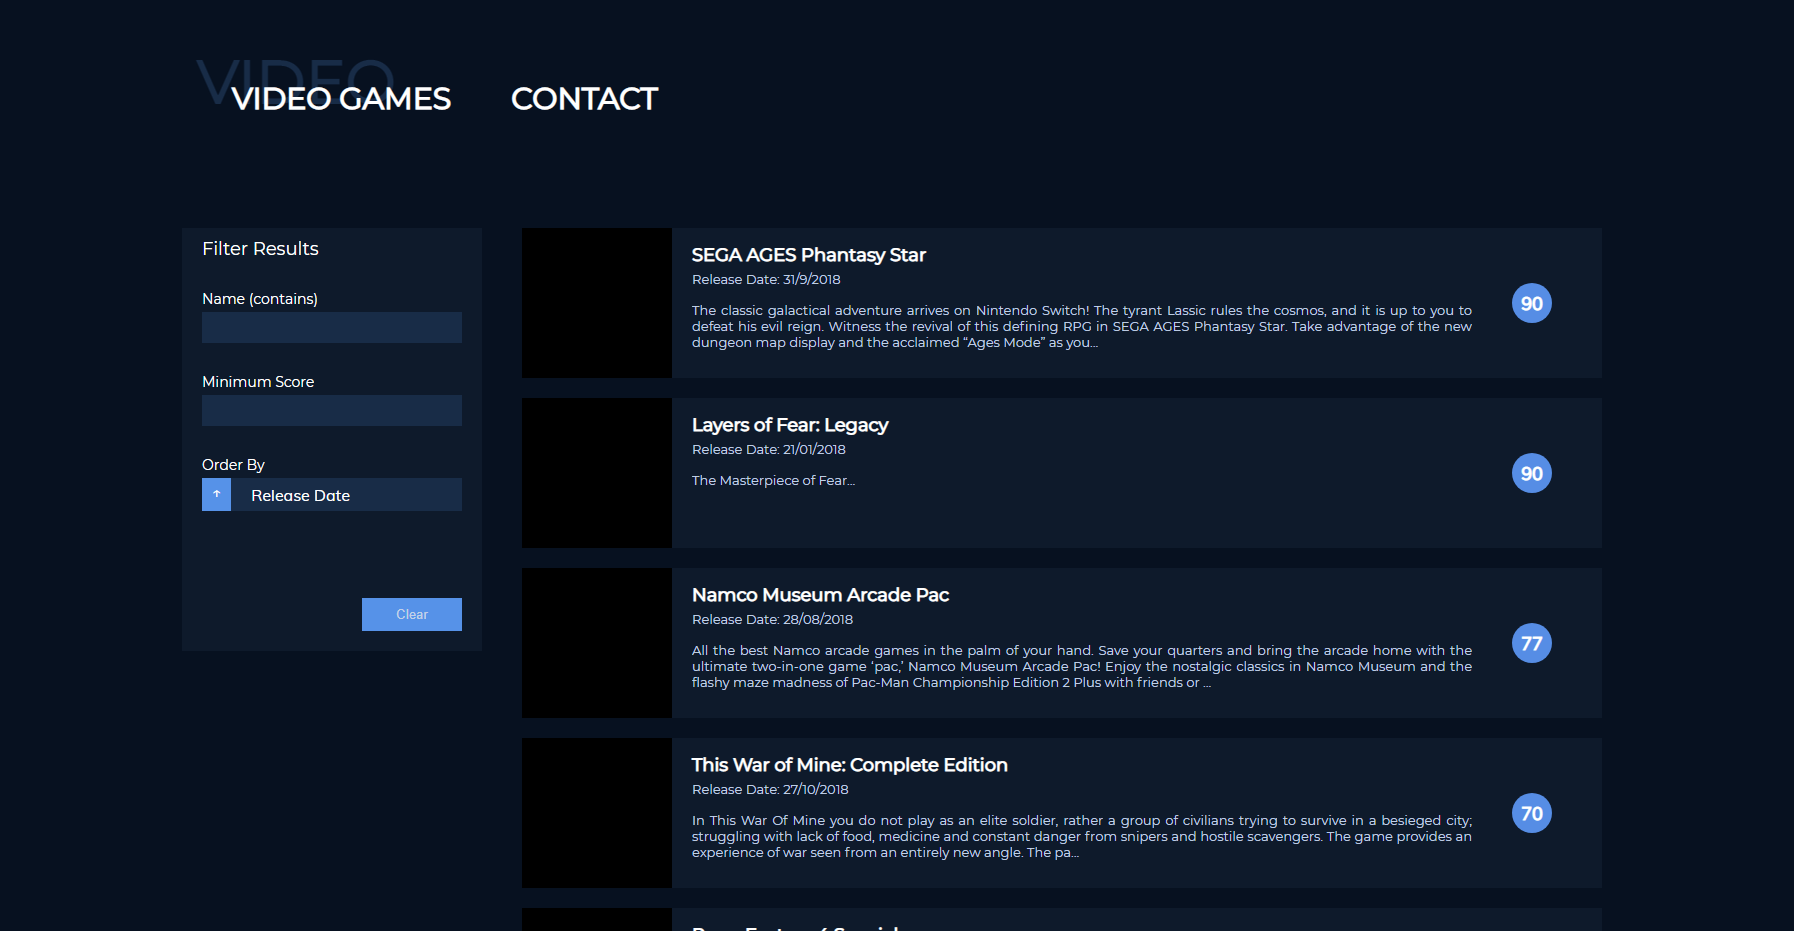 VIDEO
VIDEO GAMES
CONTACT
Filter Results
Name (contains)
Minimum Score
Order By
↑ Release Date
Clear
SEGA AGES Phantasy Star
Release Date: 31/9/2018
The classic galactical adventure arrives on Nintendo Switch! The tyrant Lassic rules the cosmos, and it is up to you to
defeat his evil reign. Witness the revival of this defining RPG in SEGA AGES Phantasy Star. Take advantage of the new
dungeon map display and the acclaimed “Ages Mode” as you...
90
Layers of Fear: Legacy
Release Date: 21/01/2018
The Masterpiece of Fear...
90
Namco Museum Arcade Pac
Release Date: 28/08/2018
All the best Namco arcade games in the palm of your hand. Save your quarters and bring the arcade home with the
ultimate two-in-one game ‘pac,’ Namco Museum Arcade Pac! Enjoy the nostalgic classics in Namco Museum and the
flashy maze madness of Pac-Man Championship Edition 2 Plus with friends or ...
77
This War of Mine: Complete Edition
Release Date: 27/10/2018
In This War Of Mine you do not play as an elite soldier, rather a group of civilians trying to survive in a besieged city;
struggling with lack of food, medicine and constant danger from snipers and hostile scavengers. The game provides an
experience of war seen from an entirely new angle. The pa...
70